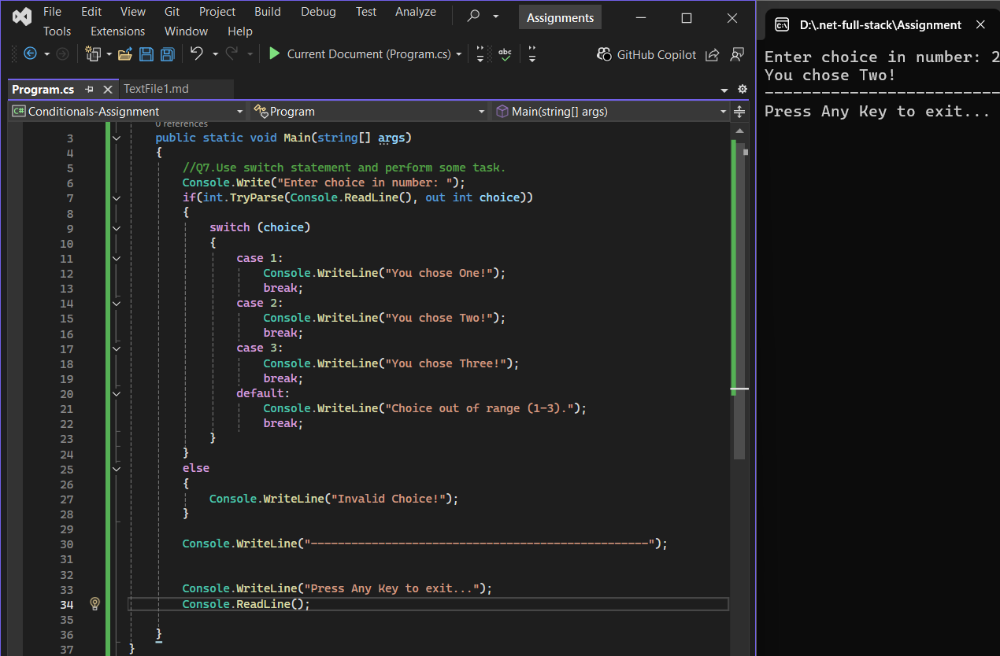 File Edit View Git Project Build Debug Test Analyze Assignments
Tools Extensions Window Help
Current Document (Program.cs) abc GitHub Copilot
Program.cs TextFile1.md
C# Conditionals-Assignment Program Main(string[] args)
0 references
3 public static void Main(string[] args)
4 {
5 //Q7.Use switch statement and perform some task.
6 Console.Write("Enter choice in number: ");
7 if(int.TryParse(Console.ReadLine(), out int choice))
8 {
9 switch (choice)
10 {
11 case 1:
12 Console.WriteLine("You chose One!");
13 break;
14 case 2:
15 Console.WriteLine("You chose Two!");
16 break;
17 case 3:
18 Console.WriteLine("You chose Three!");
19 break;
20 default:
21 Console.WriteLine("Choice out of range (1-3).");
22 break;
23 }
24 }
25 else
26 {
27 Console.WriteLine("Invalid Choice!");
28 }
29
30 Console.WriteLine("--------------------------------------------------");
31
32
33 Console.WriteLine("Press Any Key to exit...");
34 Console.ReadLine();
35
36 }
37 }
D:\.net-full-stack\Assignment
Enter choice in number: 2
You chose Two!
-------------------------
Press Any Key to exit...